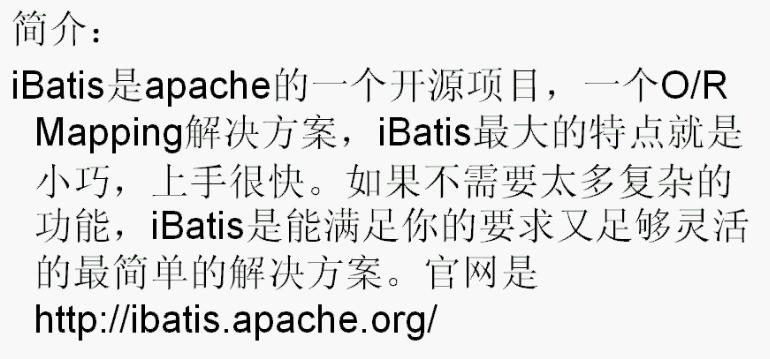 简介：
iBatis是apache的一个开源项目，一个O/R
Mapping解决方案，iBatis最大的特点就是
小巧，上手很快。如果不需要太多复杂的
功能，iBatis是能满足你的要求又足够灵活
的最简单的解决方案。官网是
http://ibatis.apache.org/